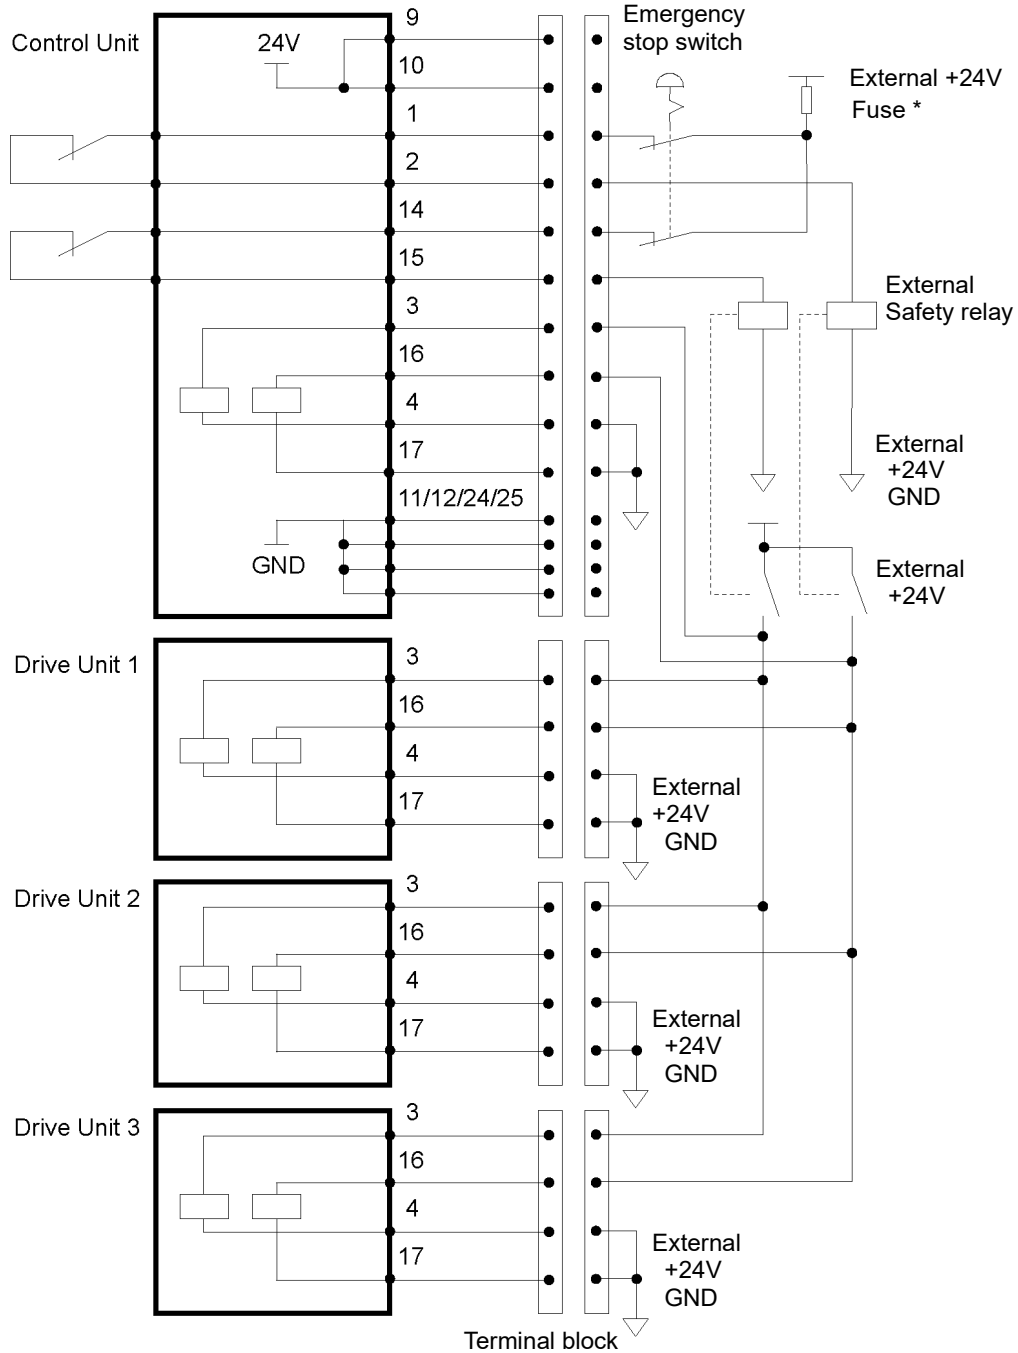 Control Unit
24V
9
10
1
2
14
15
3
16
4
17
11/12/24/25
GND
Emergency
stop switch
External +24V
Fuse *
External
Safety relay
External
+24V
GND
External
+24V
Drive Unit 1
3
16
4
17
External
+24V
GND
Drive Unit 2
3
16
4
17
External
+24V
GND
Drive Unit 3
3
16
4
17
External
+24V
GND
Terminal block